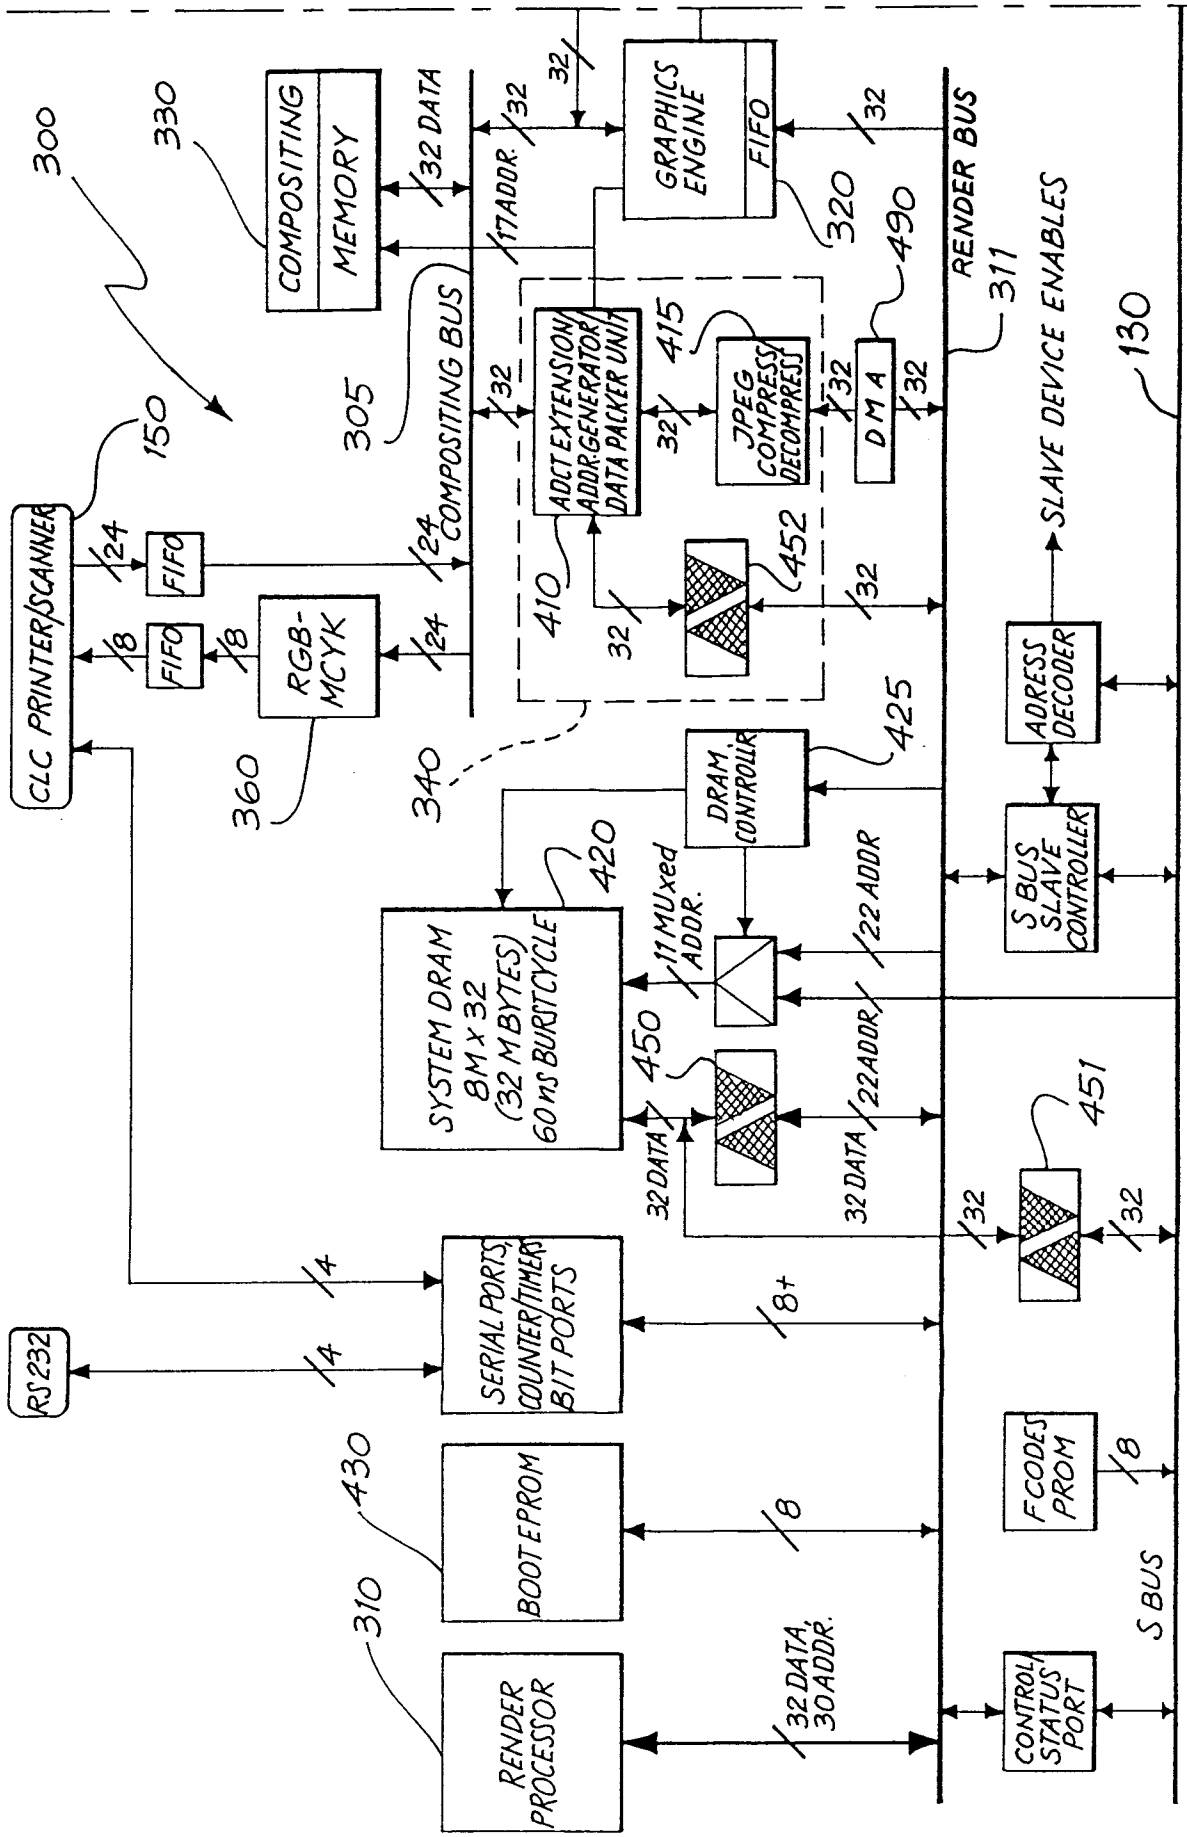 RS232
CLC PRINTER/SCANNER
150
300
/4
/4
/8
FIFO
/8
RGB-
MCYK
360
/24
/24
FIFO
/24
COMPOSITING BUS
305
COMPOSITING
MEMORY
330
/32 DATA
/17 ADDR.
/32
32/
310
RENDER
PROCESSOR
/32 DATA,
30 ADDR.
430
BOOT EPROM
/8
SERIAL PORTS,
COUNTER/TIMERS
BIT PORTS
/8+
SYSTEM DRAM
8M X 32
(32 M BYTES)
60 ns BURSTCYCLE
420
32 DATA/
450
32 DATA/
/22 ADDR/
11 MUxed
ADDR.
/22 ADDR
DRAM.
CONTROLLR
425
340
410
ADCT EXTENSION/
ADDR. GENERATOR/
DATA PACKER UNIT
/32
32/
32/
452
/32
415
JPEG
COMPRESS/
DECOMPRESS
/32
DMA
490
/32
GRAPHICS
ENGINE
FIFO
320
/32
RENDER BUS
311
CONTROL/
STATUS
PORT
S BUS
F CODES
PROM
/8
/32
451
/32
S BUS
SLAVE
CONTROLLER
ADRESS
DECODER
SLAVE DEVICE ENABLES
130